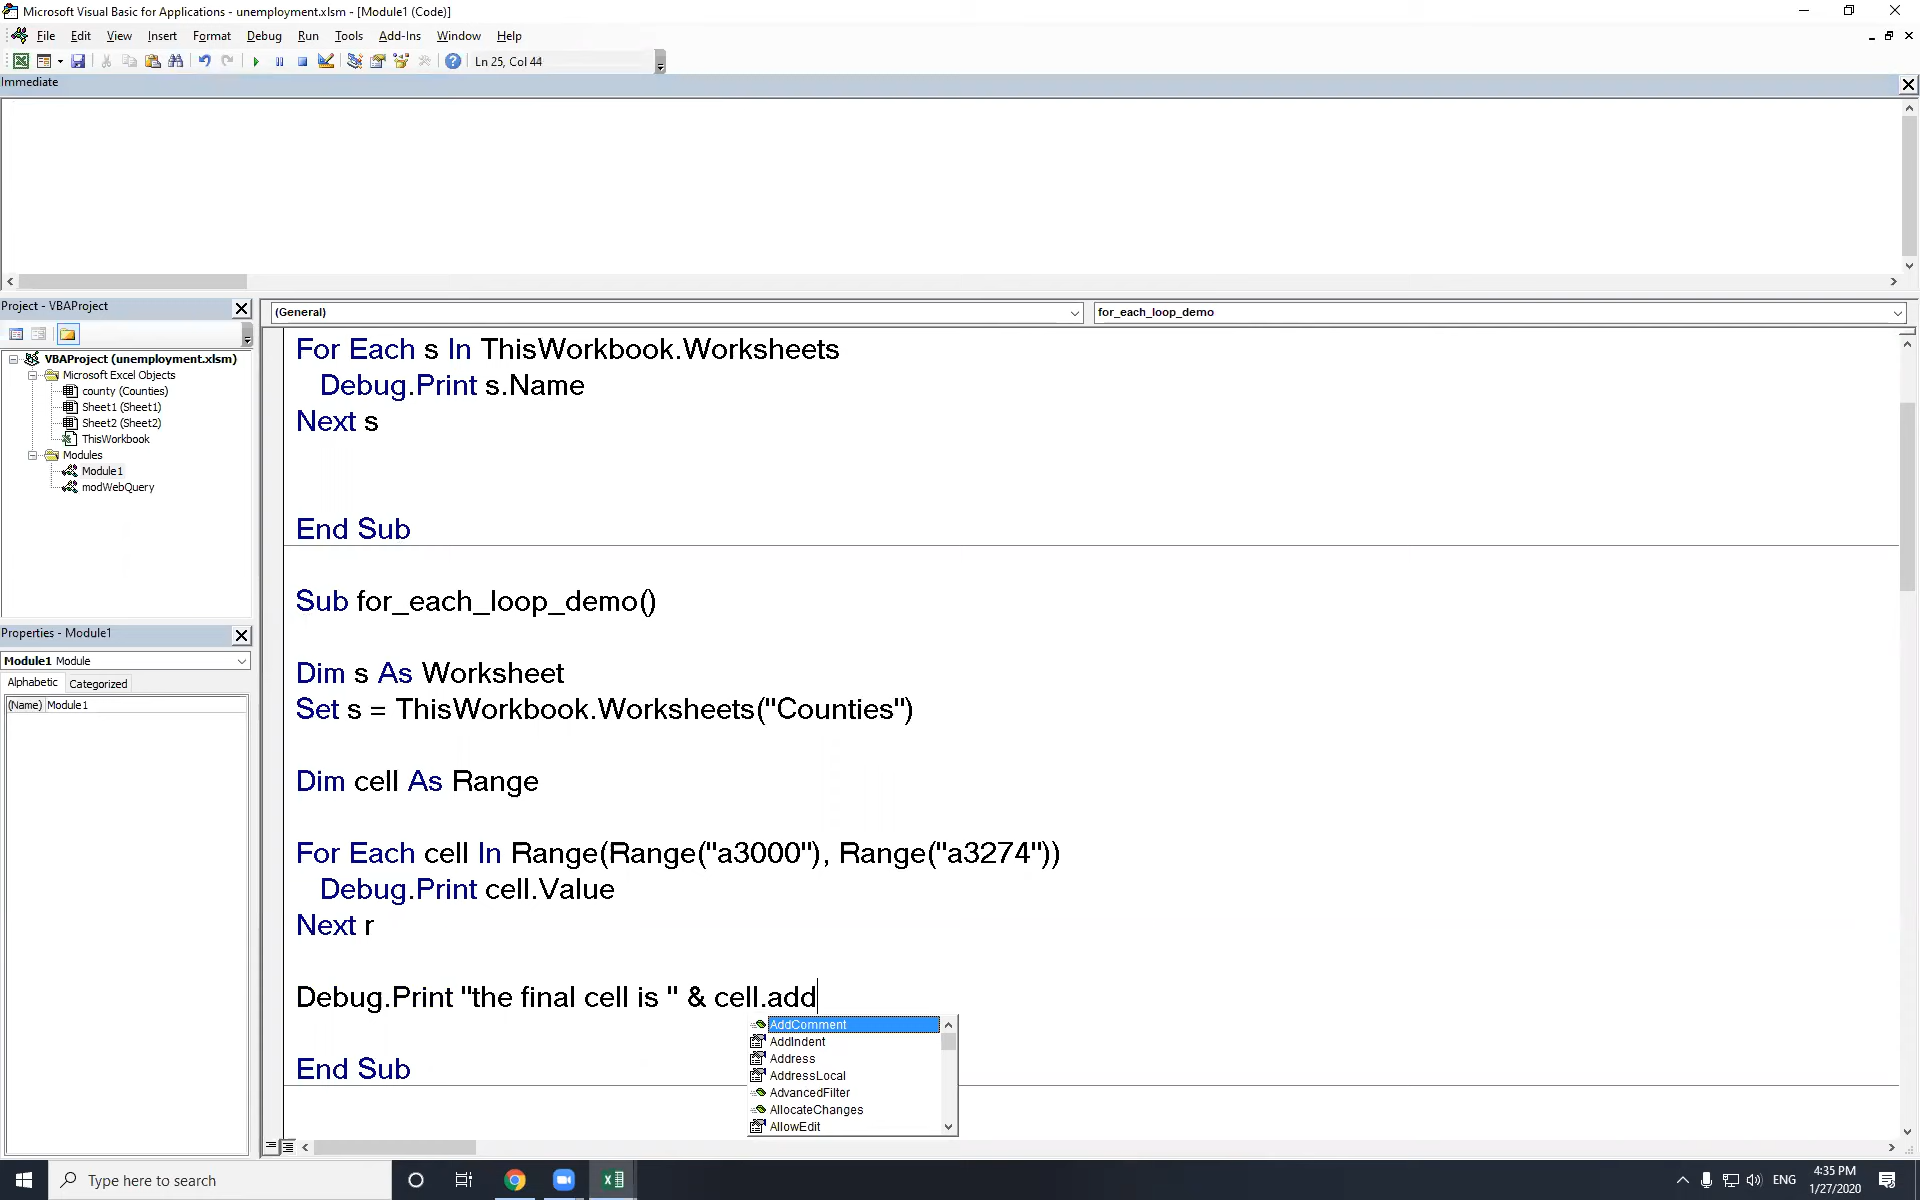 Microsoft Visual Basic for Applications - unemployment.xlsm - [Module1 (Code)]
File Edit View Insert Format Debug Run Tools Add-Ins Window Help
Ln 25, Col 44
Immediate
Project - VBAProject
VBAProject (unemployment.xlsm)
Microsoft Excel Objects
county (Counties)
Sheet1 (Sheet1)
Sheet2 (Sheet2)
ThisWorkbook
Modules
Module1
modWebQuery
Properties - Module1
Module1 Module
Alphabetic Categorized
(Name) Module1
(General) for_each_loop_demo
For Each s In ThisWorkbook.Worksheets
Debug.Print s.Name
Next s
End Sub
Sub for_each_loop_demo()
Dim s As Worksheet
Set s = ThisWorkbook.Worksheets("Counties")
Dim cell As Range
For Each cell In Range(Range("a3000"), Range("a3274"))
Debug.Print cell.Value
Next r
Debug.Print "the final cell is " & cell.add
AddComment
AddIndent
Address
AddressLocal
AdvancedFilter
AllocateChanges
AllowEdit
End Sub
Type here to search
ENG
4:35 PM
1/27/2020